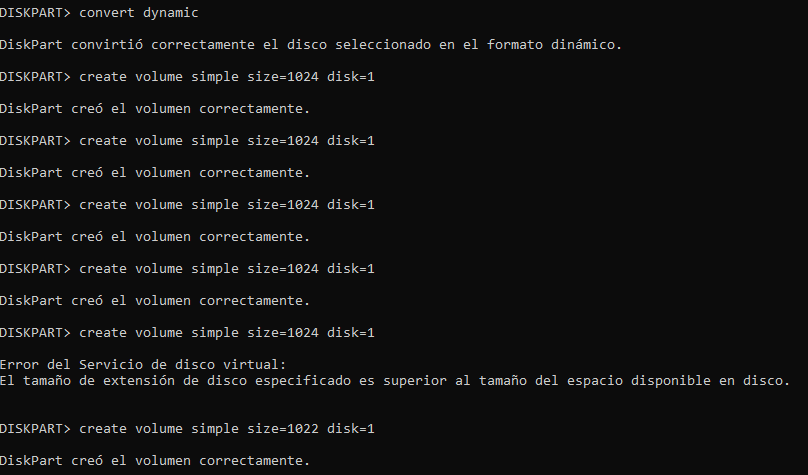 DISKPART> convert dynamic
DiskPart convirtió correctamente el disco seleccionado en el formato dinámico.
DISKPART> create volume simple size=1024 disk=1
DiskPart creó el volumen correctamente.
DISKPART> create volume simple size=1024 disk=1
DiskPart creó el volumen correctamente.
DISKPART> create volume simple size=1024 disk=1
DiskPart creó el volumen correctamente.
DISKPART> create volume simple size=1024 disk=1
DiskPart creó el volumen correctamente.
DISKPART> create volume simple size=1024 disk=1
Error del Servicio de disco virtual:
El tamaño de extensión de disco especificado es superior al tamaño del espacio disponible en disco.
DISKPART> create volume simple size=1022 disk=1
DiskPart creó el volumen correctamente.